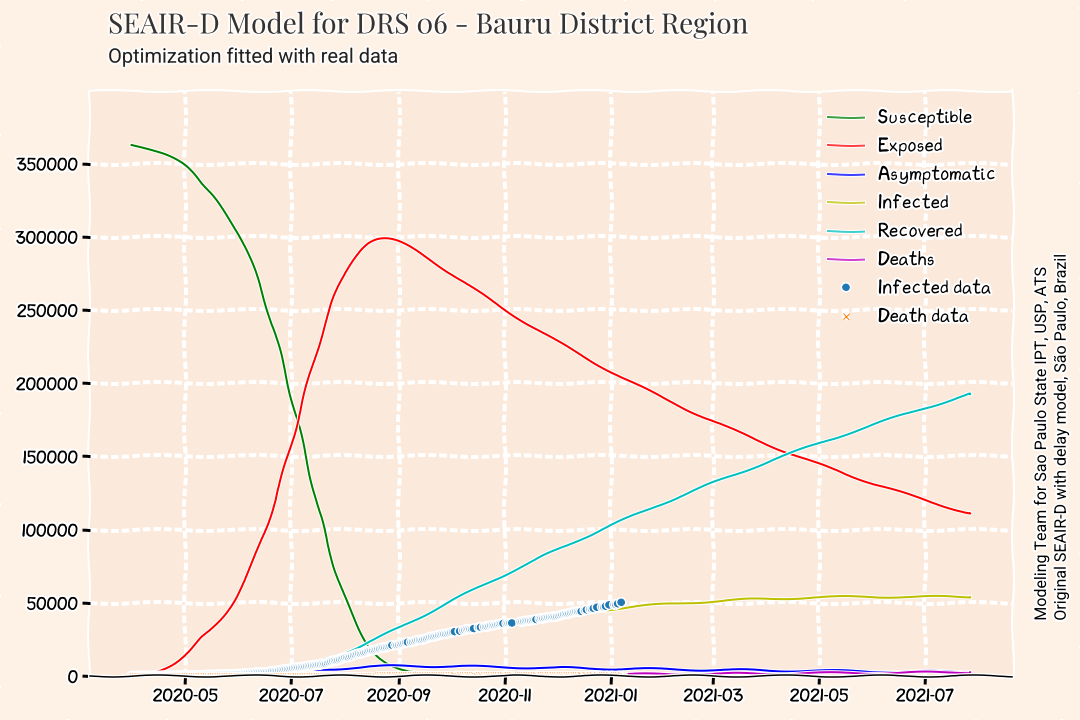 SEAIR-D Model for DRS 06 - Bauru District Region
Optimization fitted with real data
Susceptible
Exposed
Asymptomatic
Infected
Recovered
Deaths
Infected data
Death data
350000
300000
250000
200000
150000
100000
50000
0
2020-05
2020-07
2020-09
2020-11
2021-01
2021-03
2021-05
2021-07
Modeling Team for Sao Paulo State IPT, USP, ATS
Original SEAIR-D with delay model, São Paulo, Brazil